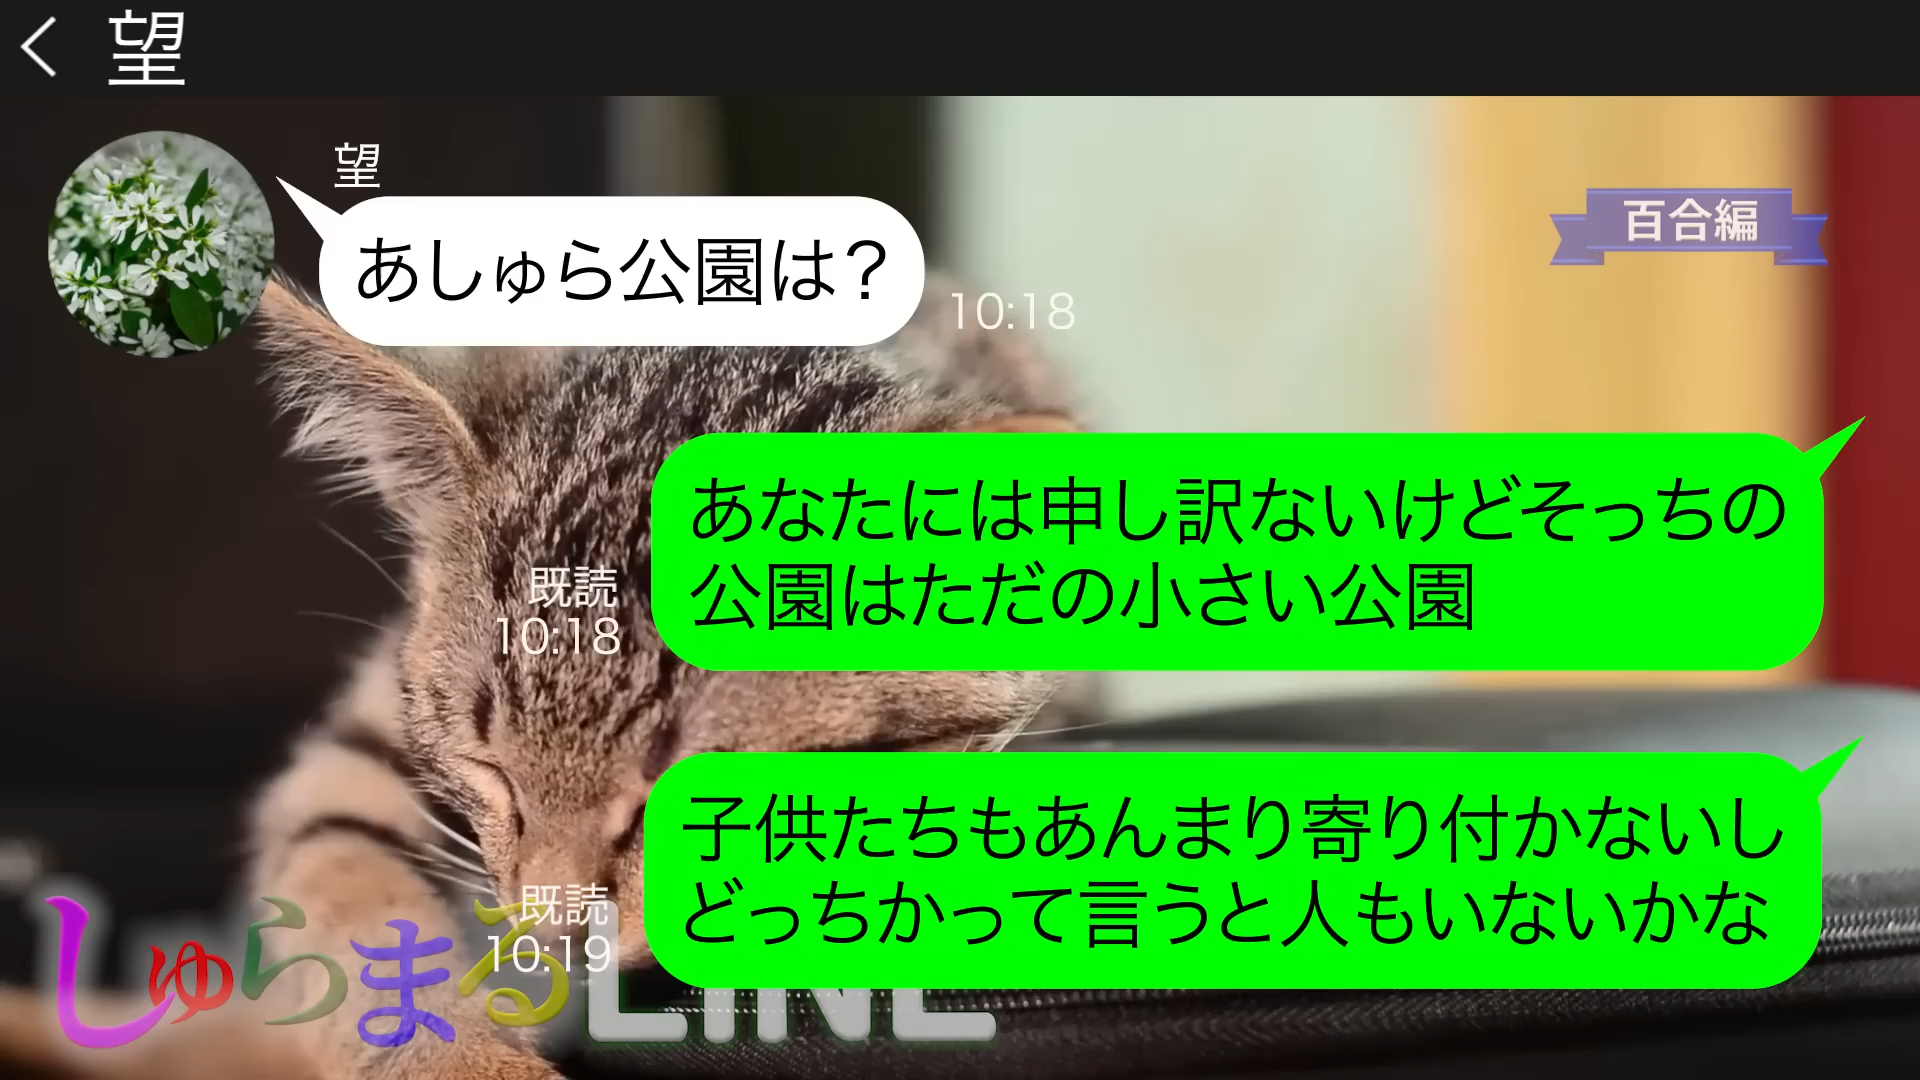 望
望
あしゅら公園は？
10:18
百合編
あなたには申し訳ないけどそっちの
公園はただの小さい公園
既読
10:18
子供たちもあんまり寄り付かないし
どっちかって言うと人もいないかな
既読
10:19
しゅらまるLINE